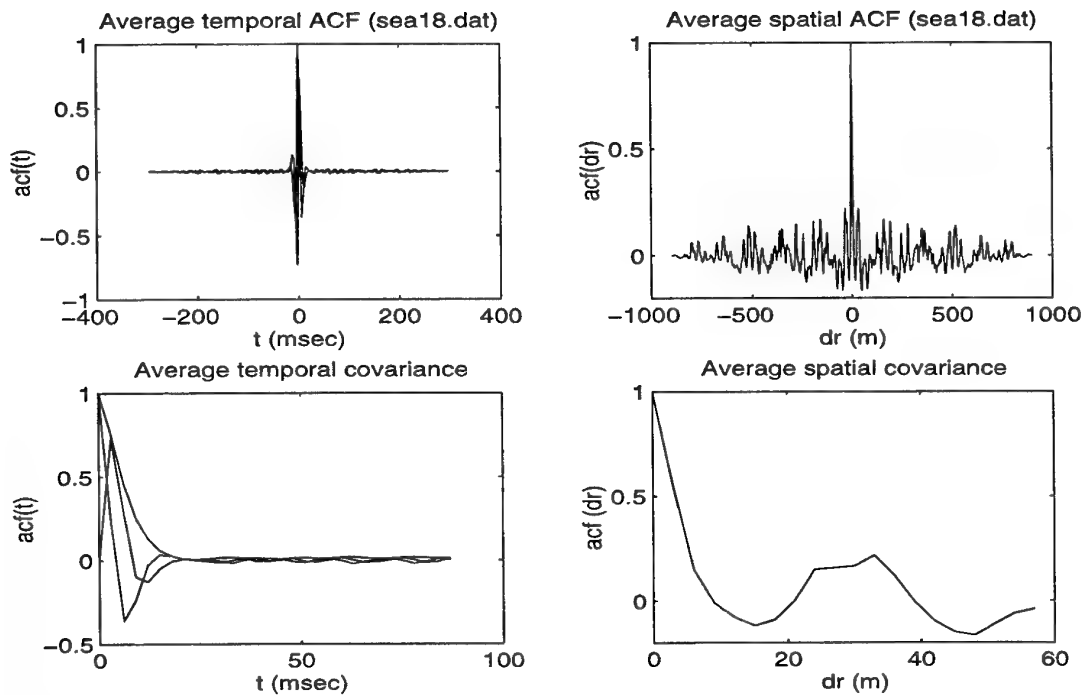 Average temporal ACF (sea18.dat)
1
0.5
0
−0.5
−1
acf(t)
−400 −200 0 200 400
t (msec)
Average spatial ACF (sea18.dat)
1
0.5
0
acf(dr)
−1000 −500 0 500 1000
dr (m)
Average temporal covariance
1
0.5
0
−0.5
acf(t)
0 50 100
t (msec)
Average spatial covariance
1
0.5
0
acf (dr)
0 20 40 60
dr (m)